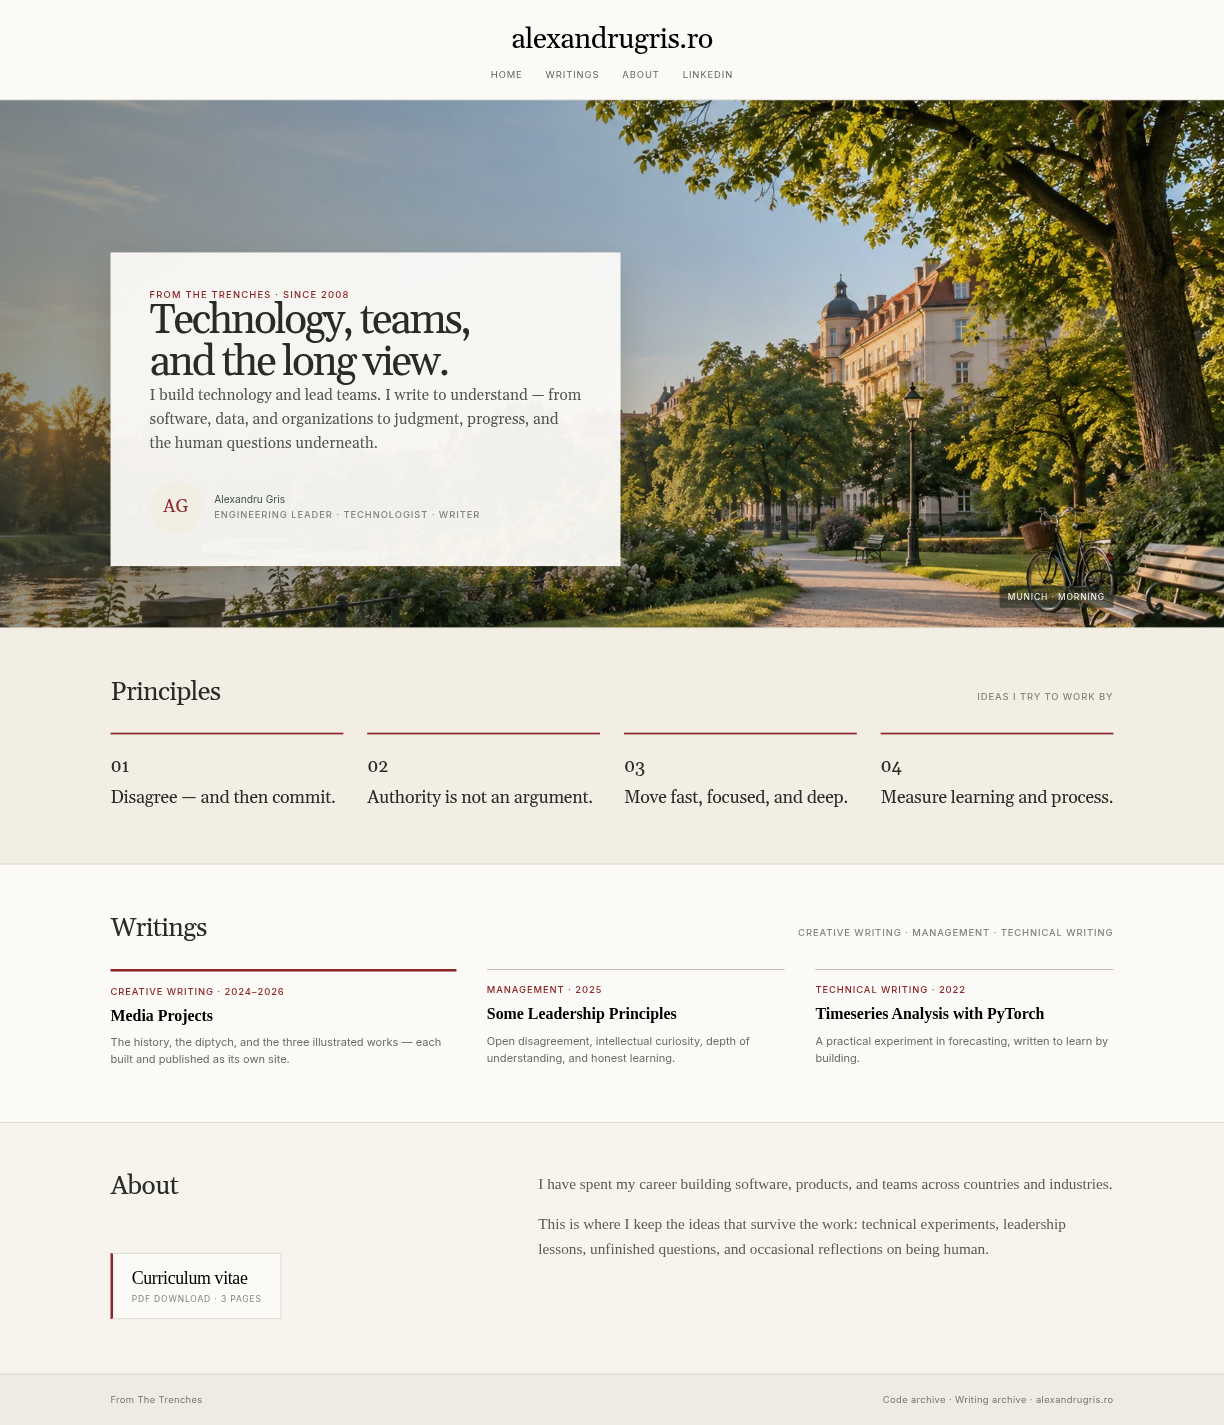 alexandrugris.ro
HOME WRITINGS ABOUT LINKEDIN
FROM THE TRENCHES · SINCE 2008
Technology, teams,
and the long view.
I build technology and lead teams. I write to understand — from
software, data, and organizations to judgment, progress, and
the human questions underneath.
AG
Alexandru Gris
ENGINEERING LEADER · TECHNOLOGIST · WRITER
MUNICH · MORNING
Principles
IDEAS I TRY TO WORK BY
01
Disagree — and then commit.
02
Authority is not an argument.
03
Move fast, focused, and deep.
04
Measure learning and process.
Writings
CREATIVE WRITING · MANAGEMENT · TECHNICAL WRITING
CREATIVE WRITING · 2024–2026
Media Projects
The history, the diptych, and the three illustrated works — each
built and published as its own site.
MANAGEMENT · 2025
Some Leadership Principles
Open disagreement, intellectual curiosity, depth of
understanding, and honest learning.
TECHNICAL WRITING · 2022
Timeseries Analysis with PyTorch
A practical experiment in forecasting, written to learn by
building.
About
I have spent my career building software, products, and teams across countries and industries.
This is where I keep the ideas that survive the work: technical experiments, leadership
lessons, unfinished questions, and occasional reflections on being human.
Curriculum vitae
PDF DOWNLOAD · 3 PAGES
From The Trenches
Code archive · Writing archive · alexandrugris.ro